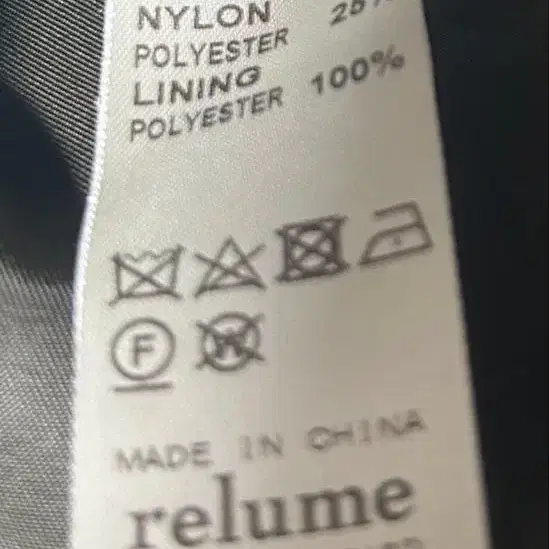 NYLON
POLYESTER
LINING
POLYESTER 100%
F
W
MADE IN CHINA
relume